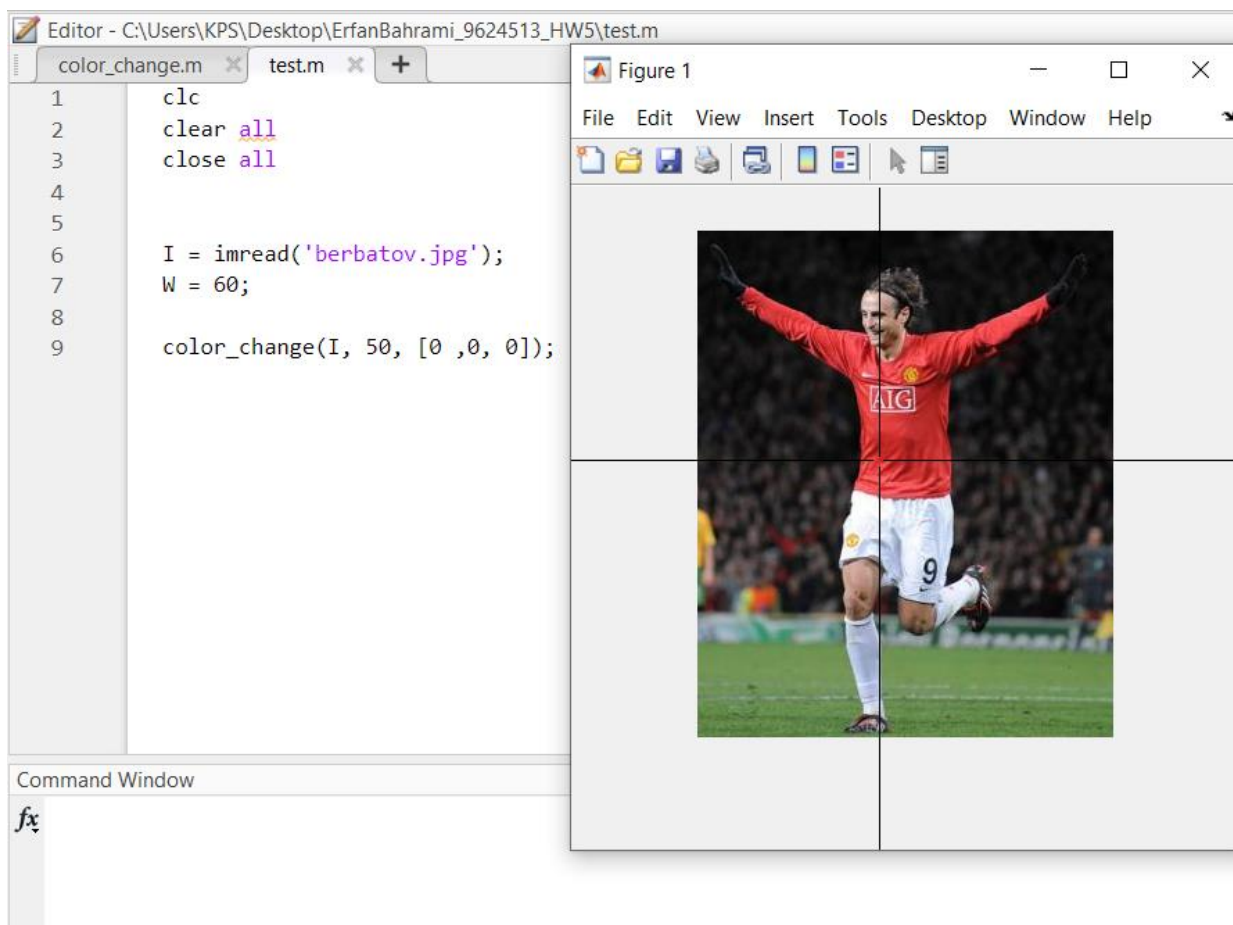 Editor - C:\Users\KPS\Desktop\ErfanBahrami_9624513_HW5\test.m
color_change.m test.m +
1 clc
2 clear all
3 close all
4
5
6 I = imread('berbatov.jpg');
7 W = 60;
8
9 color_change(I, 50, [0 ,0, 0]);
Figure 1
File Edit View Insert Tools Desktop Window Help
AIG
9
Command Window
fx